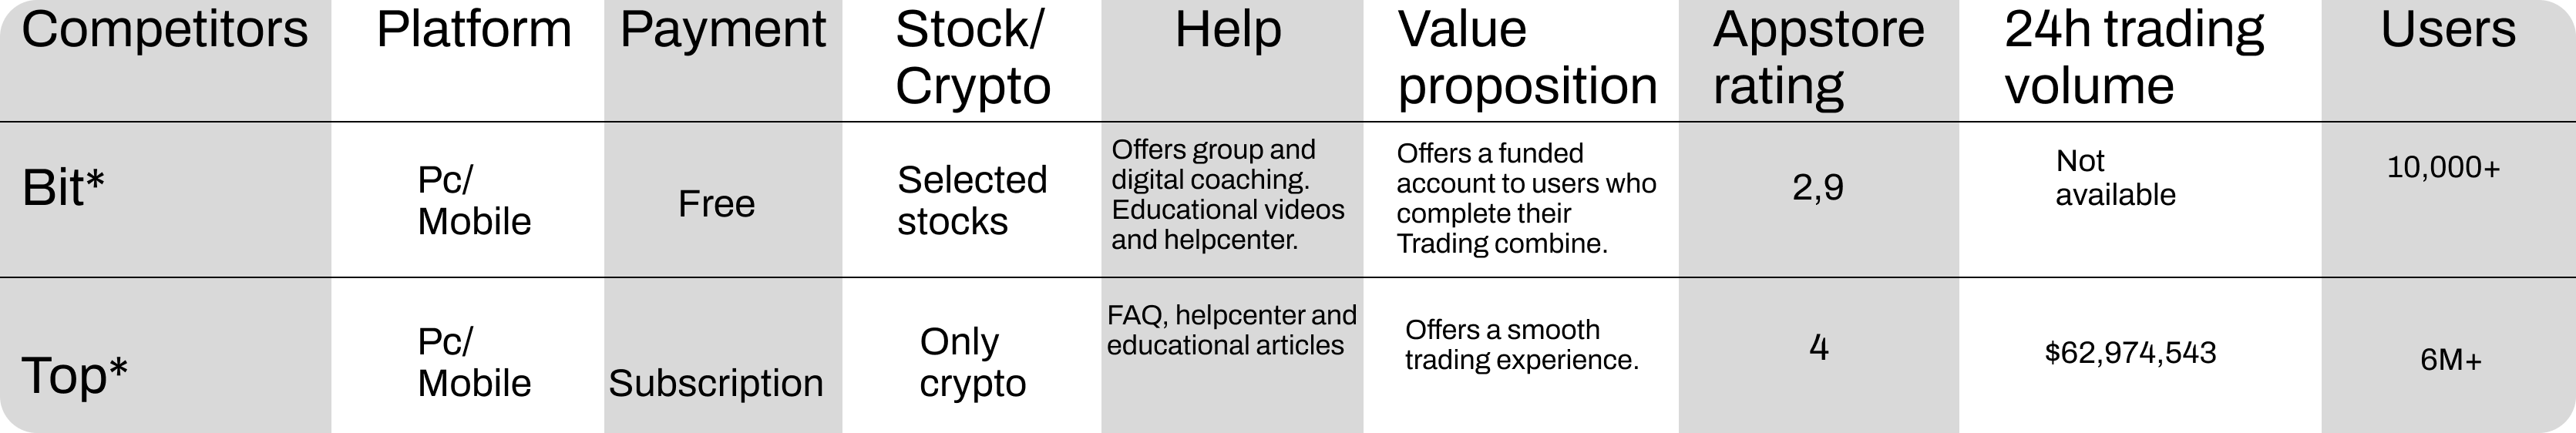 Competitors
Platform
Payment
Stock/
Crypto
Help
Value
proposition
Appstore
rating
24h trading
volume
Users
Bit*
Pc/
Mobile
Free
Selected
stocks
Offers group and
digital coaching.
Educational videos
and helpcenter.
Offers a funded
account to users who
complete their
Trading combine.
2,9
Not
available
10,000+
Top*
Pc/
Mobile
Subscription
Only
crypto
FAQ, helpcenter and
educational articles
Offers a smooth
trading experience.
4
$62,974,543
6M+